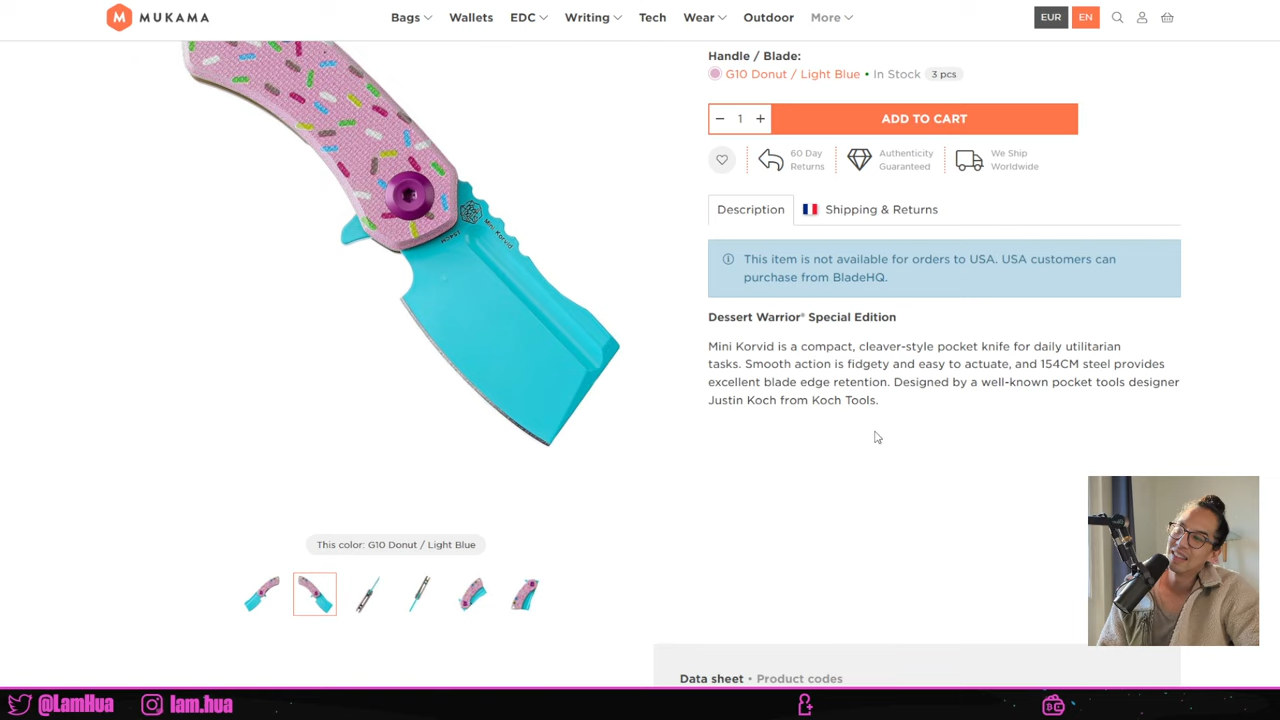 MUKAMA
Bags
Wallets
EDC
Writing
Tech
Wear
Outdoor
More
EUR
EN
Handle / Blade:
G10 Donut / Light Blue • In Stock 3 pcs
− 1 +
ADD TO CART
60 Day
Returns
Authenticity
Guaranteed
We Ship
Worldwide
Description
Shipping & Returns
This item is not available for orders to USA. USA customers can
purchase from BladeHQ.
Dessert Warrior® Special Edition
Mini Korvid is a compact, cleaver-style pocket knife for daily utilitarian
tasks. Smooth action is fidgety and easy to actuate, and 154CM steel provides
excellent blade edge retention. Designed by a well-known pocket tools designer
Justin Koch from Koch Tools.
Mini Korvid
This color: G10 Donut / Light Blue
Data sheet • Product codes
@LamHua
lam.hua